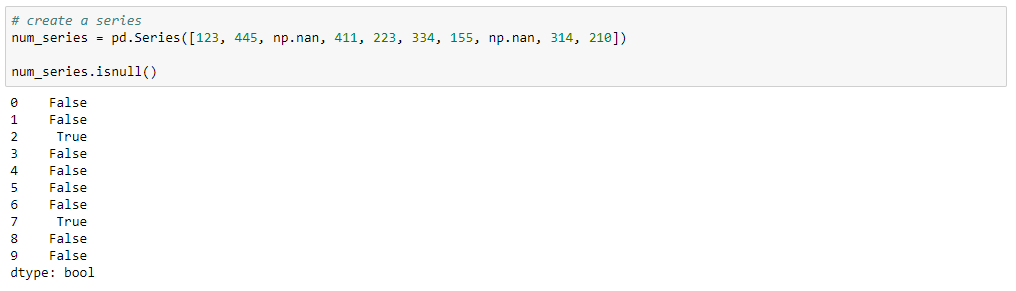 # create a series
num_series = pd.Series([123, 445, np.nan, 411, 223, 334, 155, np.nan, 314, 210])
num_series.isnull()
0    False
1    False
2     True
3    False
4    False
5    False
6    False
7     True
8    False
9    False
dtype: bool